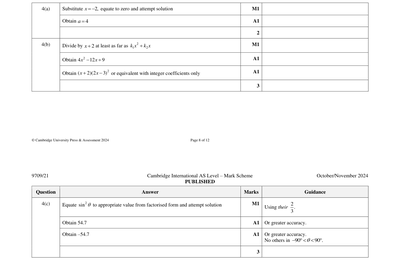 4(a) Substitute x = −2, equate to zero and attempt solution M1
Obtain a = 4 A1
2
4(b) Divide by x + 2 at least as far as k₁x² + k₂x M1
Obtain 4x² −12x + 9 A1
Obtain (x + 2)(2x − 3)² or equivalent with integer coefficients only A1
3
© Cambridge University Press & Assessment 2024 Page 8 of 12
9709/21 Cambridge International AS Level – Mark Scheme October/November 2024
PUBLISHED
Question Answer Marks Guidance
4(c) Equate sin² θ to appropriate value from factorised form and attempt solution M1 Using their 2/3.
Obtain 54.7 A1 Or greater accuracy.
Obtain −54.7 A1 Or greater accuracy.
No others in −90° < θ < 90°.
3